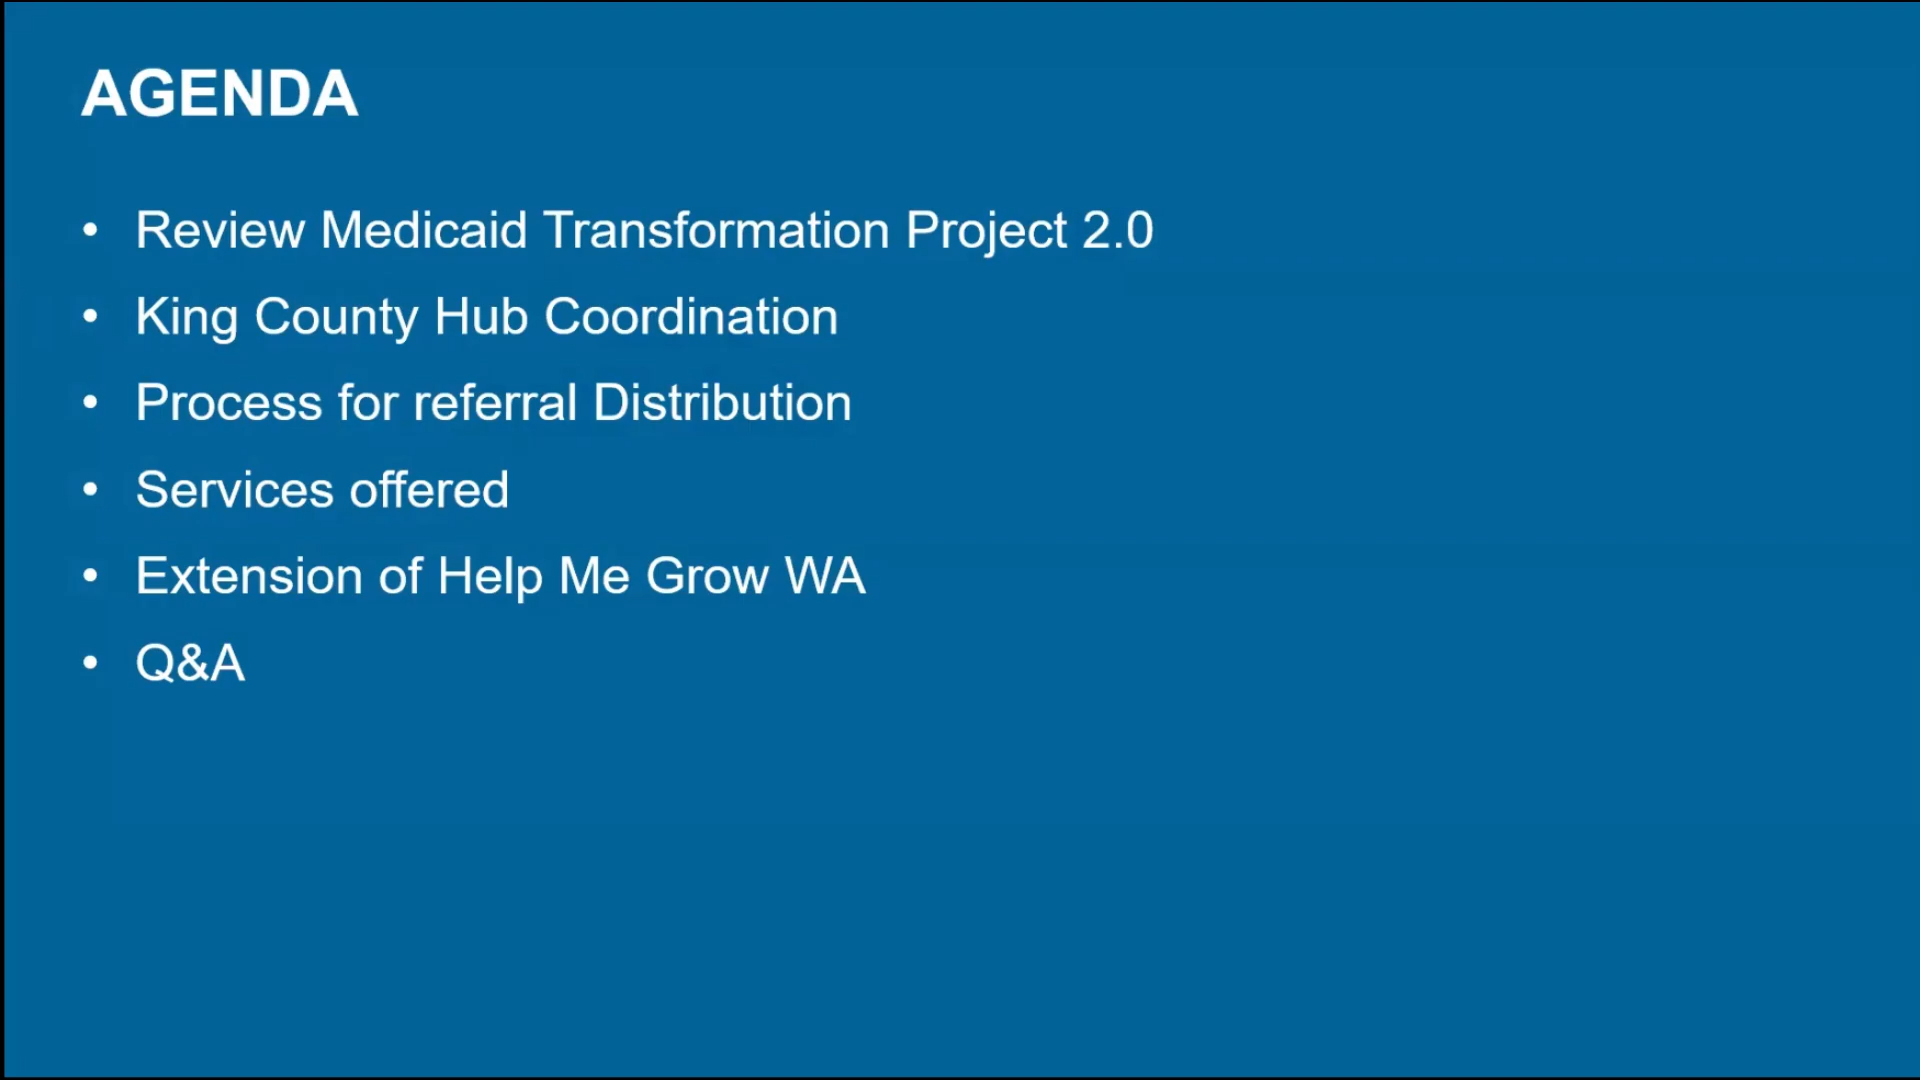 AGENDA
• Review Medicaid Transformation Project 2.0
• King County Hub Coordination
• Process for referral Distribution
• Services offered
• Extension of Help Me Grow WA
• Q&A